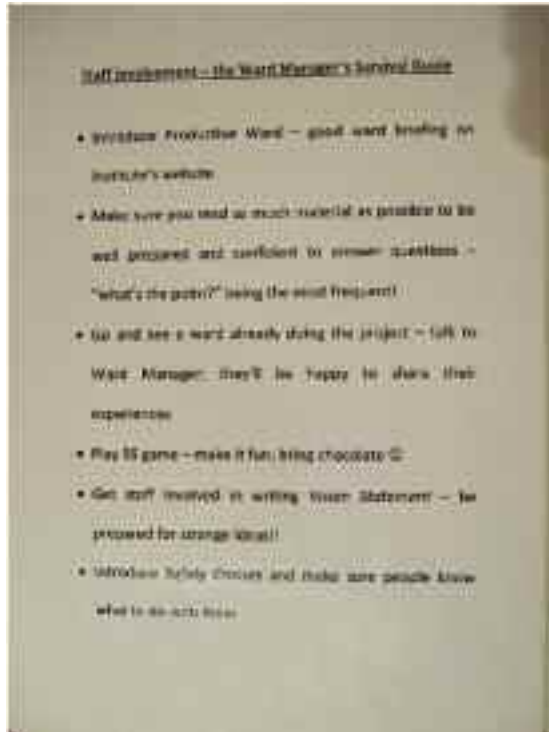 Staff Involvement – the Ward Manager's Survival Guide
• Introduce Productive Ward – good ward briefing on
Institute's website
• Make sure you read as much material as possible to be
well prepared and confident to answer questions –
"what's the point?" being the most frequent!
• Go and see a ward already doing the project – talk to
Ward Manager, they'll be happy to share their
experiences
• Play 5S game – make it fun, bring chocolate ☺
• Get staff involved in writing Vision Statement – be
prepared for strange ideas!!
• Introduce Safety Crosses and make sure people know
what to do with them